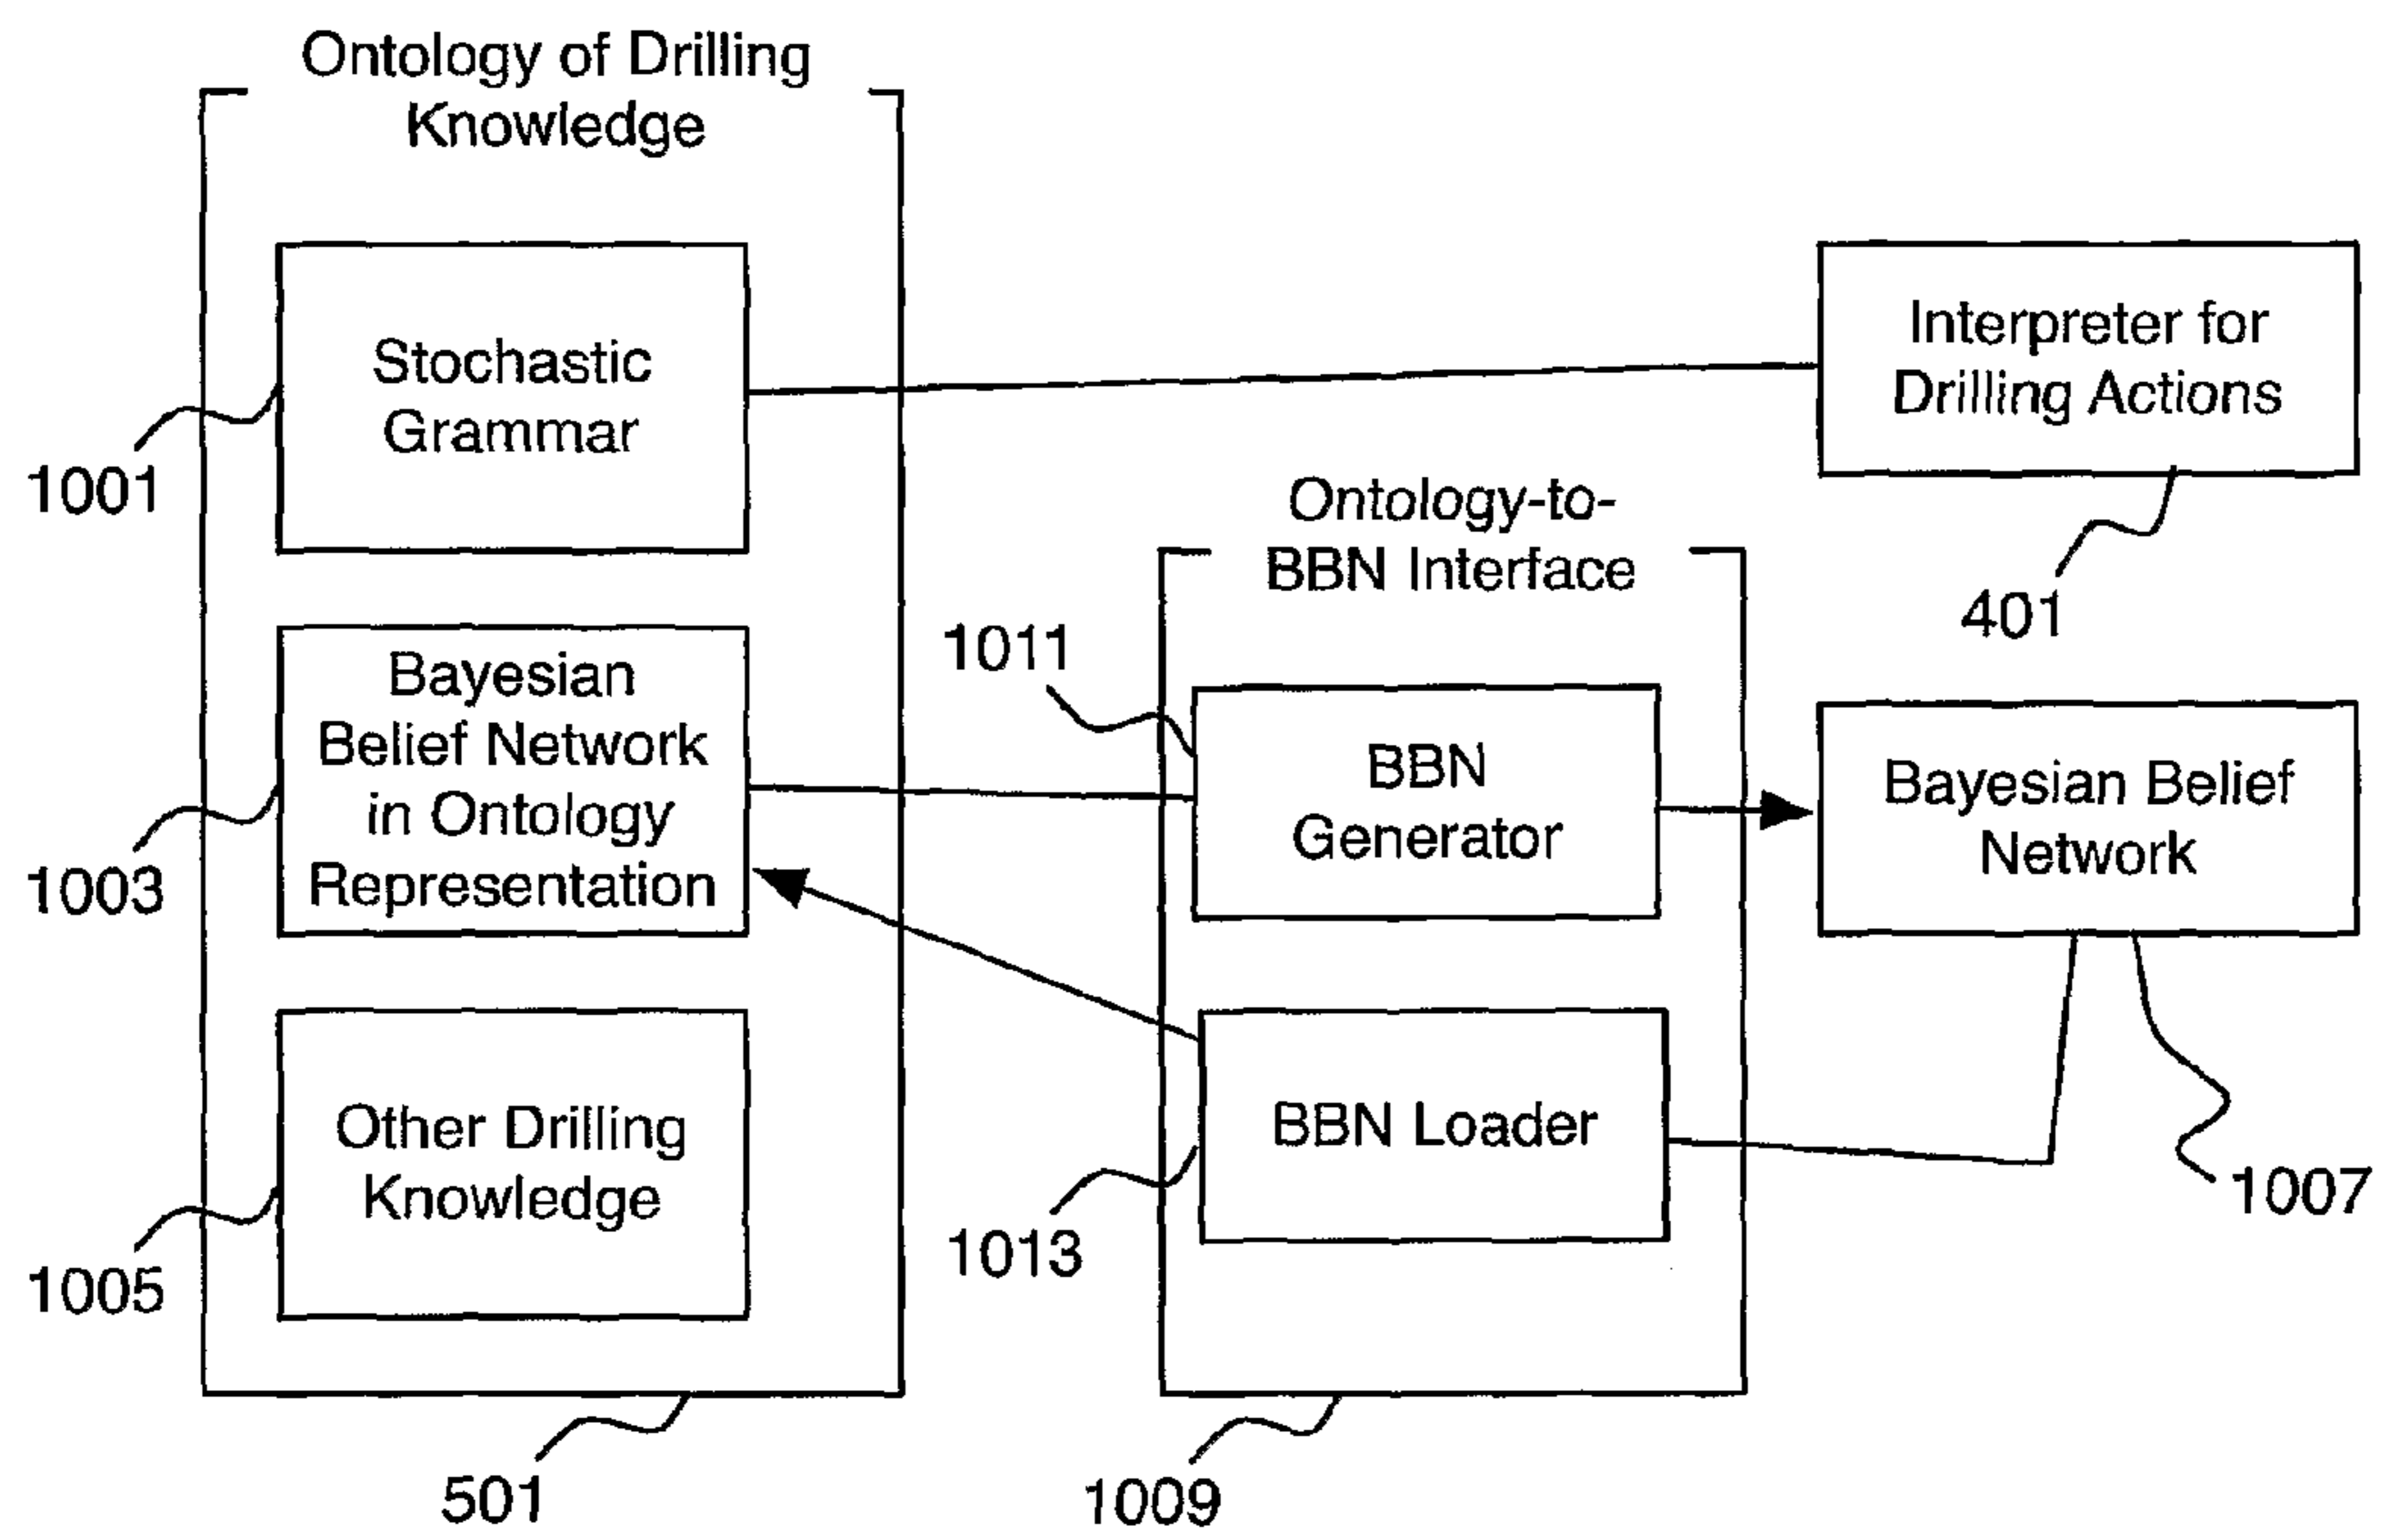 Ontology of Drilling
Knowledge
Stochastic
Grammar
1001
Interpreter for
Drilling Actions
401
Ontology-to-
BBN Interface
Bayesian
Belief Network
in Ontology
Representation
1003
1011
BBN
Generator
Bayesian Belief
Network
1007
Other Drilling
Knowledge
1005
BBN Loader
1013
501
1009